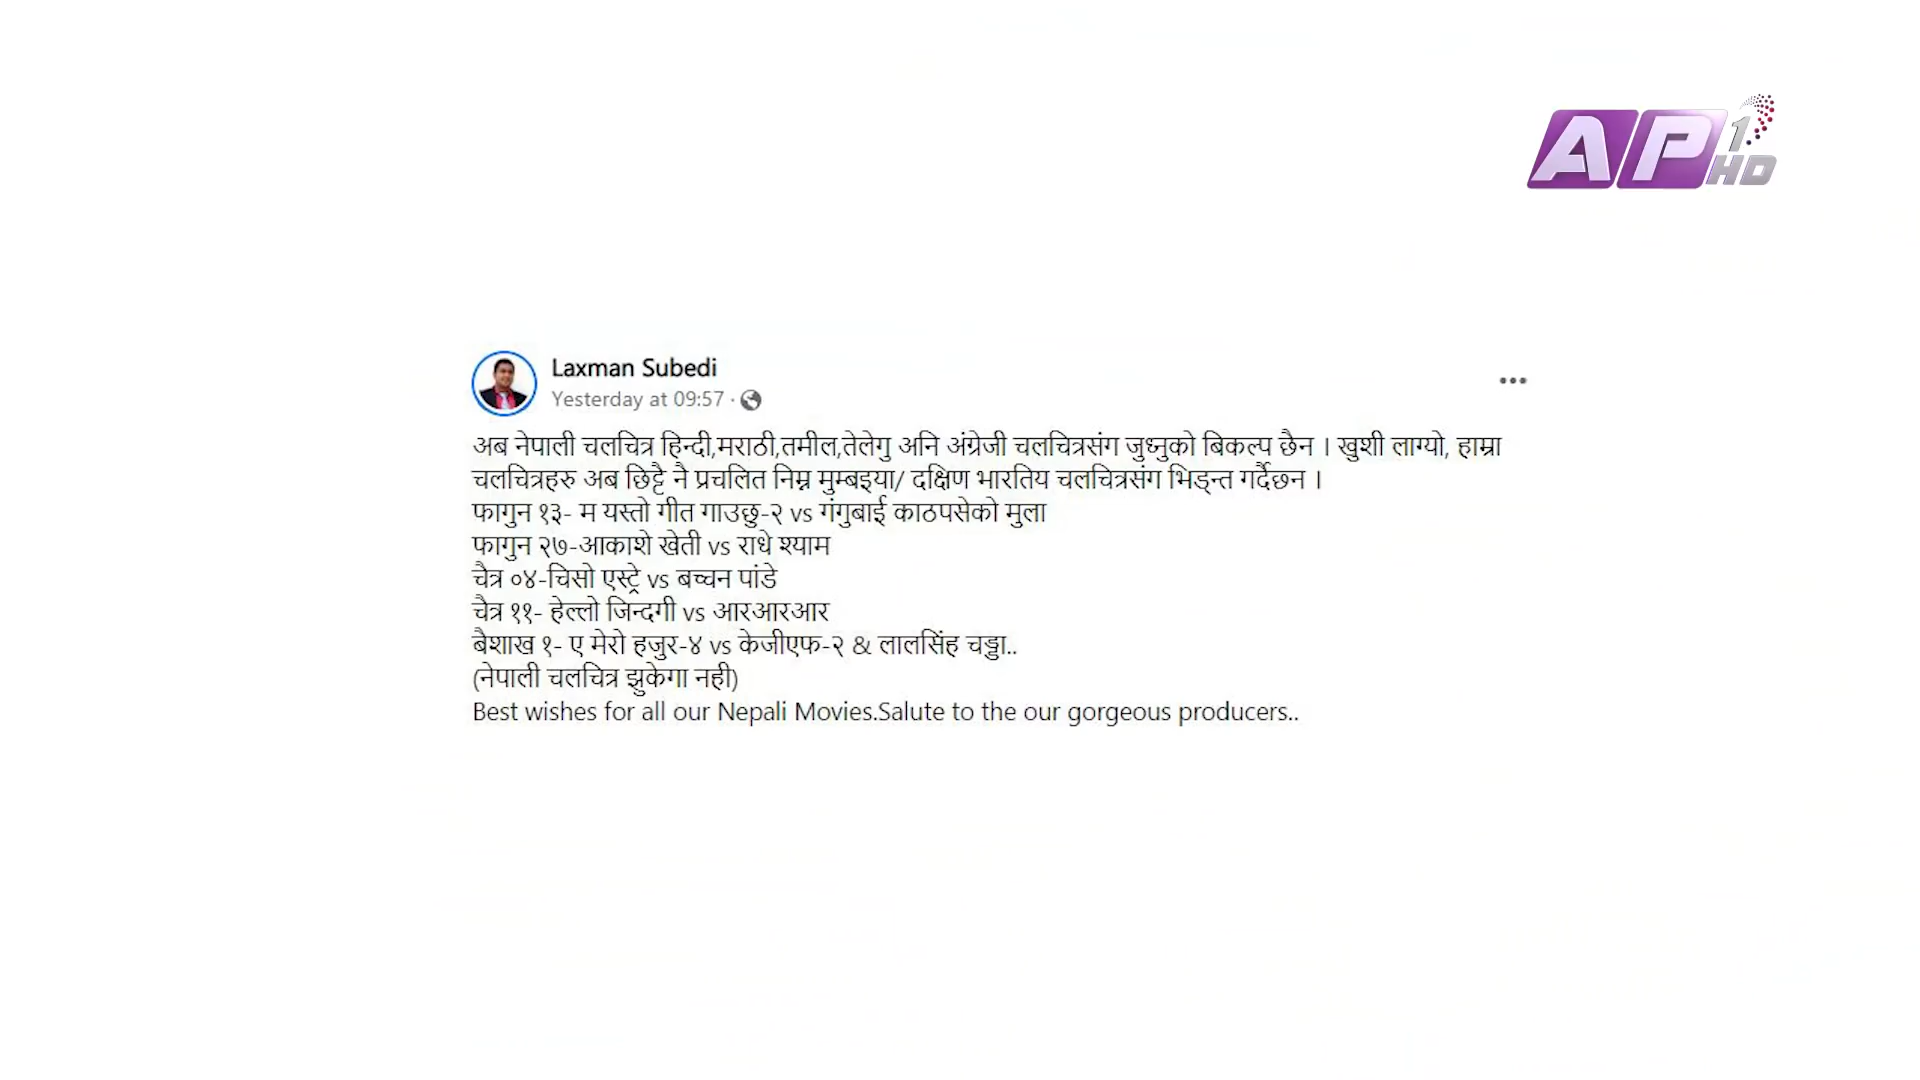 AP1 HD
Laxman Subedi
Yesterday at 09:57 ·
अब नेपाली चलचित्र हिन्दी,मराठी,तमील,तेलेगु अनि अंग्रेजी चलचित्रसंग जुध्नुको बिकल्प छैन । खुशी लाग्यो, हाम्रा
चलचित्रहरु अब छिट्टै नै प्रचलित निम्न मुम्बइया/ दक्षिण भारतिय चलचित्रसंग भिड्न्त गर्दैछन ।
फागुन १३- म यस्तो गीत गाउछु-२ vs गंगुबाई काठपसेको मुला
फागुन २७-आकाशे खेती vs राधे श्याम
चैत्र ०४-चिसो एस्ट्रे vs बच्चन पांडे
चैत्र ११- हेल्लो जिन्दगी vs आरआरआर
बैशाख १- ए मेरो हजुर-४ vs केजीएफ-२ & लालसिंह चड्डा..
(नेपाली चलचित्र झुकेगा नही)
Best wishes for all our Nepali Movies.Salute to the our gorgeous producers..